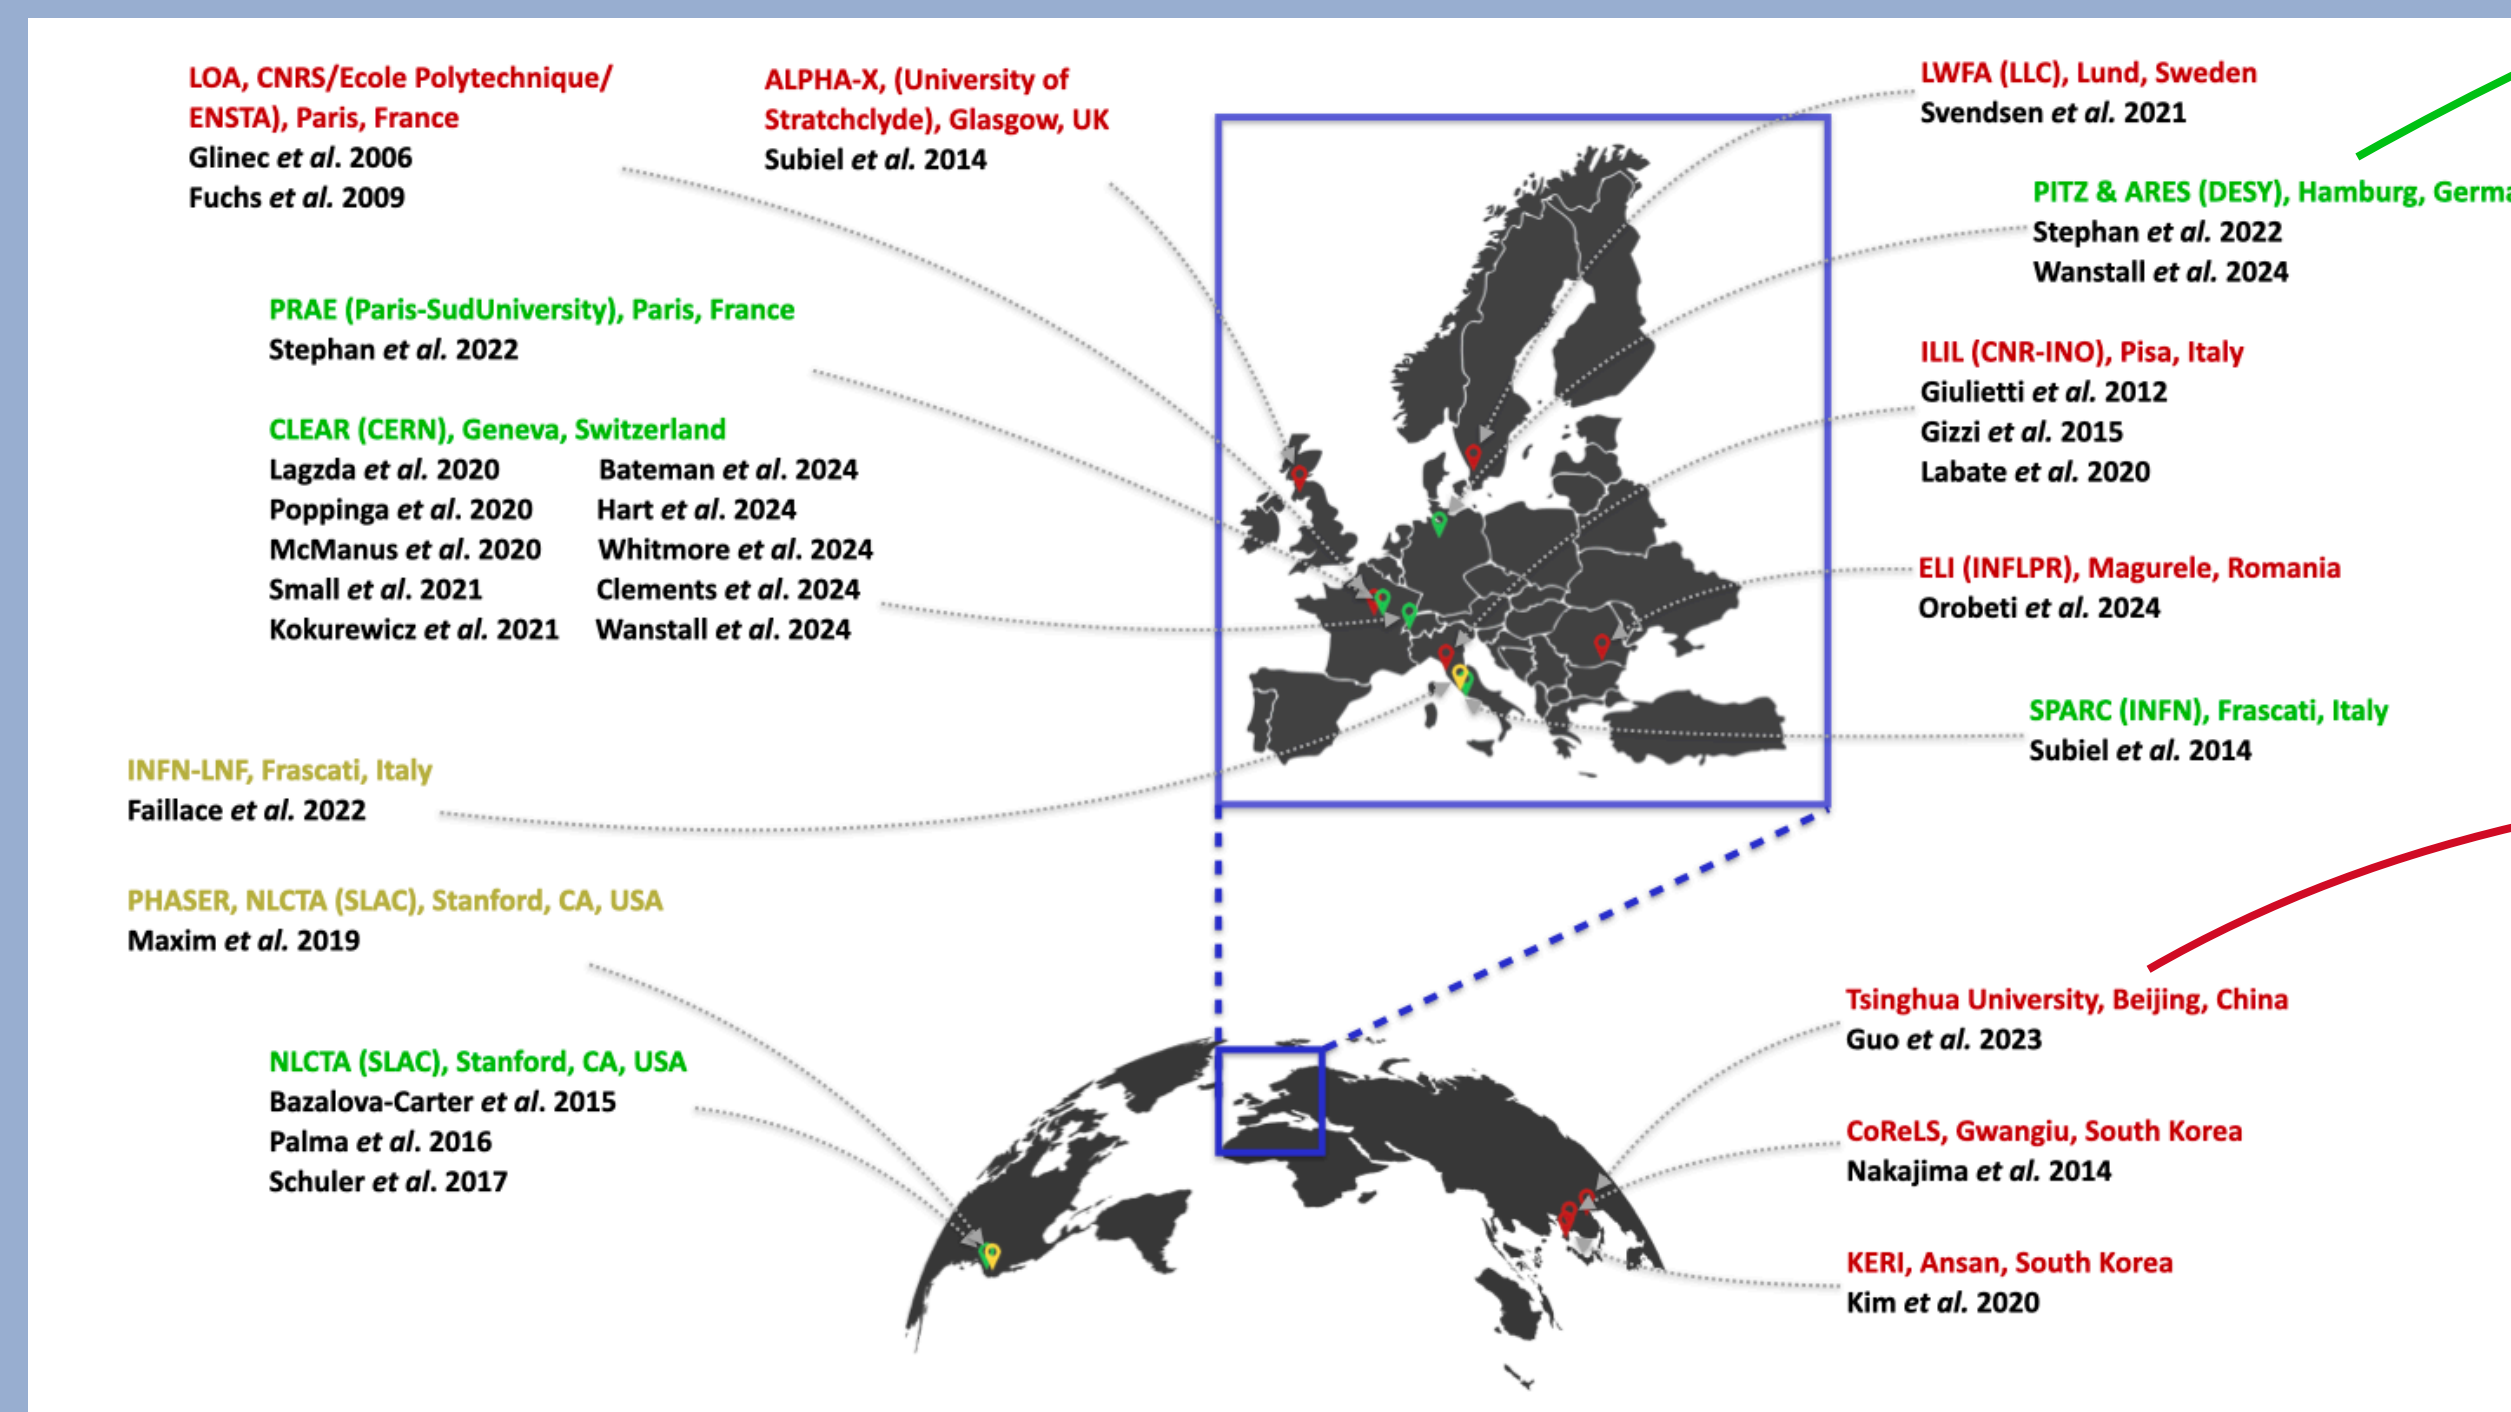 LOA, CNRS/Ecole Polytechnique/
ENSTA), Paris, France
Glinec et al. 2006
Fuchs et al. 2009
ALPHA-X, (University of
Stratchclyde), Glasgow, UK
Subiel et al. 2014
PRAE (Paris-SudUniversity), Paris, France
Stephan et al. 2022
CLEAR (CERN), Geneva, Switzerland
Lagzda et al. 2020 Bateman et al. 2024
Poppinga et al. 2020 Hart et al. 2024
McManus et al. 2020 Whitmore et al. 2024
Small et al. 2021 Clements et al. 2024
Kokurewicz et al. 2021 Wanstall et al. 2024
INFN-LNF, Frascati, Italy
Faillace et al. 2022
PHASER, NLCTA (SLAC), Stanford, CA, USA
Maxim et al. 2019
NLCTA (SLAC), Stanford, CA, USA
Bazalova-Carter et al. 2015
Palma et al. 2016
Schuler et al. 2017
LWFA (LLC), Lund, Sweden
Svendsen et al. 2021
PITZ & ARES (DESY), Hamburg, Germa
Stephan et al. 2022
Wanstall et al. 2024
ILIL (CNR-INO), Pisa, Italy
Giulietti et al. 2012
Gizzi et al. 2015
Labate et al. 2020
ELI (INFLPR), Magurele, Romania
Orobeti et al. 2024
SPARC (INFN), Frascati, Italy
Subiel et al. 2014
Tsinghua University, Beijing, China
Guo et al. 2023
CoReLS, Gwangiu, South Korea
Nakajima et al. 2014
KERI, Ansan, South Korea
Kim et al. 2020